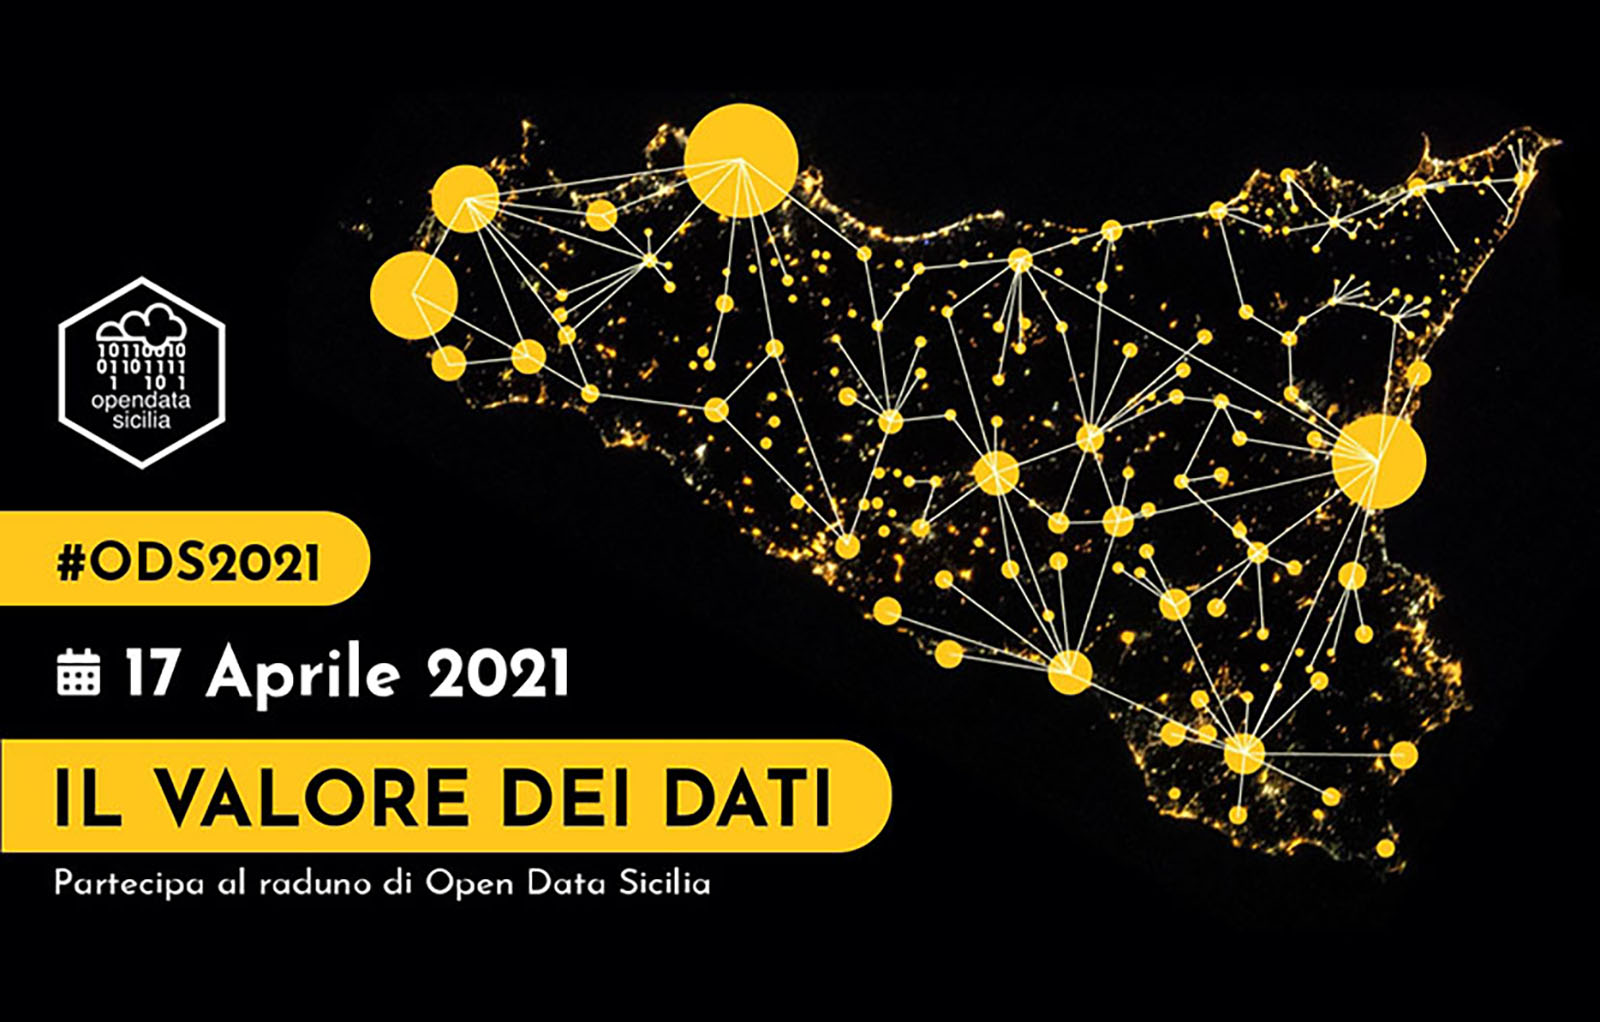 10110010
01101111
1 10 1
opendata
sicilia
#ODS2021
17 Aprile 2021
IL VALORE DEI DATI
Partecipa al raduno di Open Data Sicilia